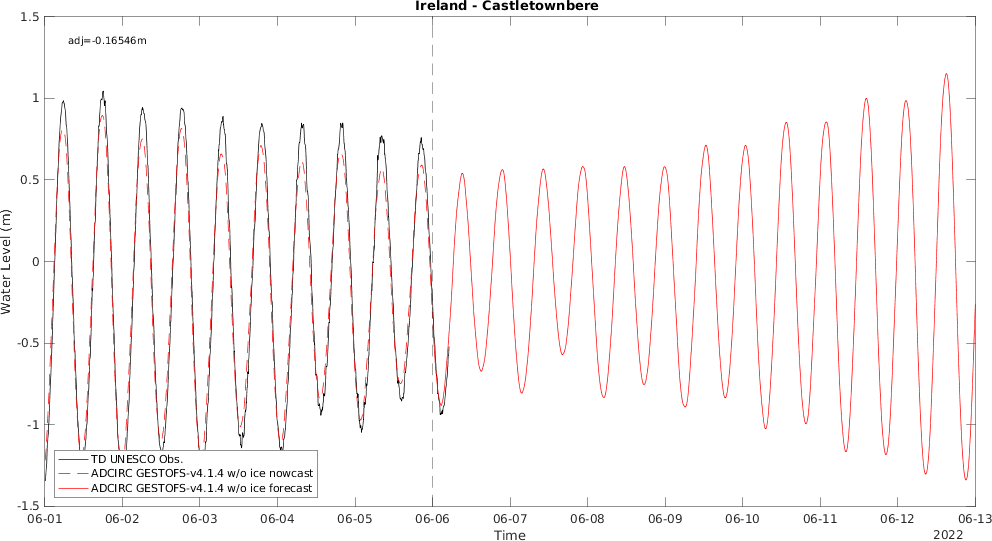 Ireland - Castletownbere
adj=-0.16546m
1.5
1
0.5
0
-0.5
-1
-1.5
Water Level (m)
TD UNESCO Obs.
ADCIRC GESTOFS-v4.1.4 w/o ice nowcast
ADCIRC GESTOFS-v4.1.4 w/o ice forecast
06-01 06-02 06-03 06-04 06-05 06-06 06-07 06-08 06-09 06-10 06-11 06-12 06-13
Time
2022